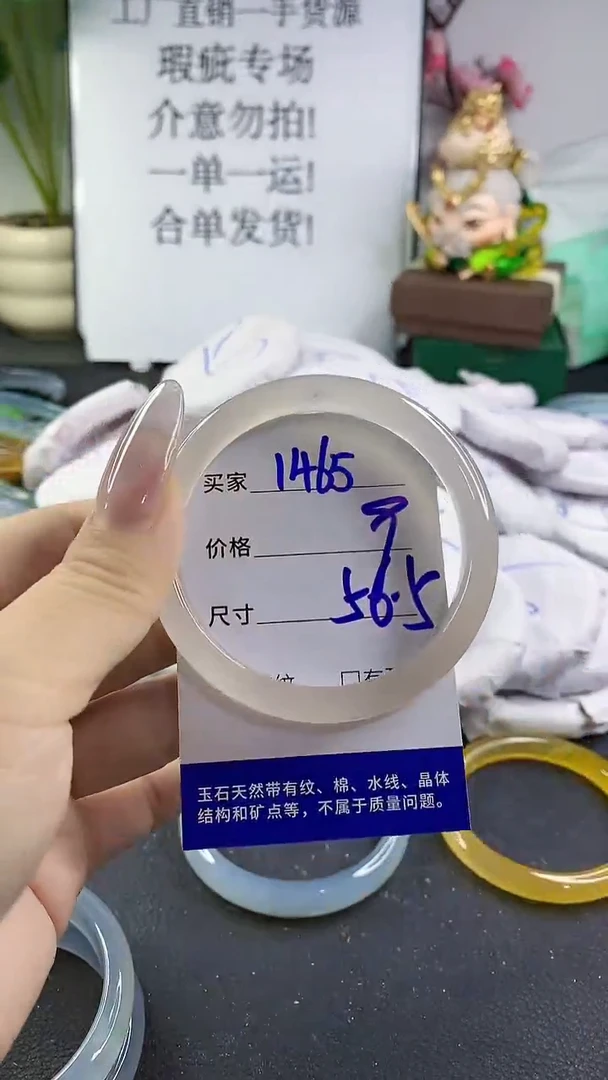 工厂直销一手货源
瑕疵专场
介意勿拍!
一单一运!
合单发货!
买家 1465
价格
尺寸 56.5
玉石天然带有纹、棉、水线、晶体
结构和矿点等，不属于质量问题。